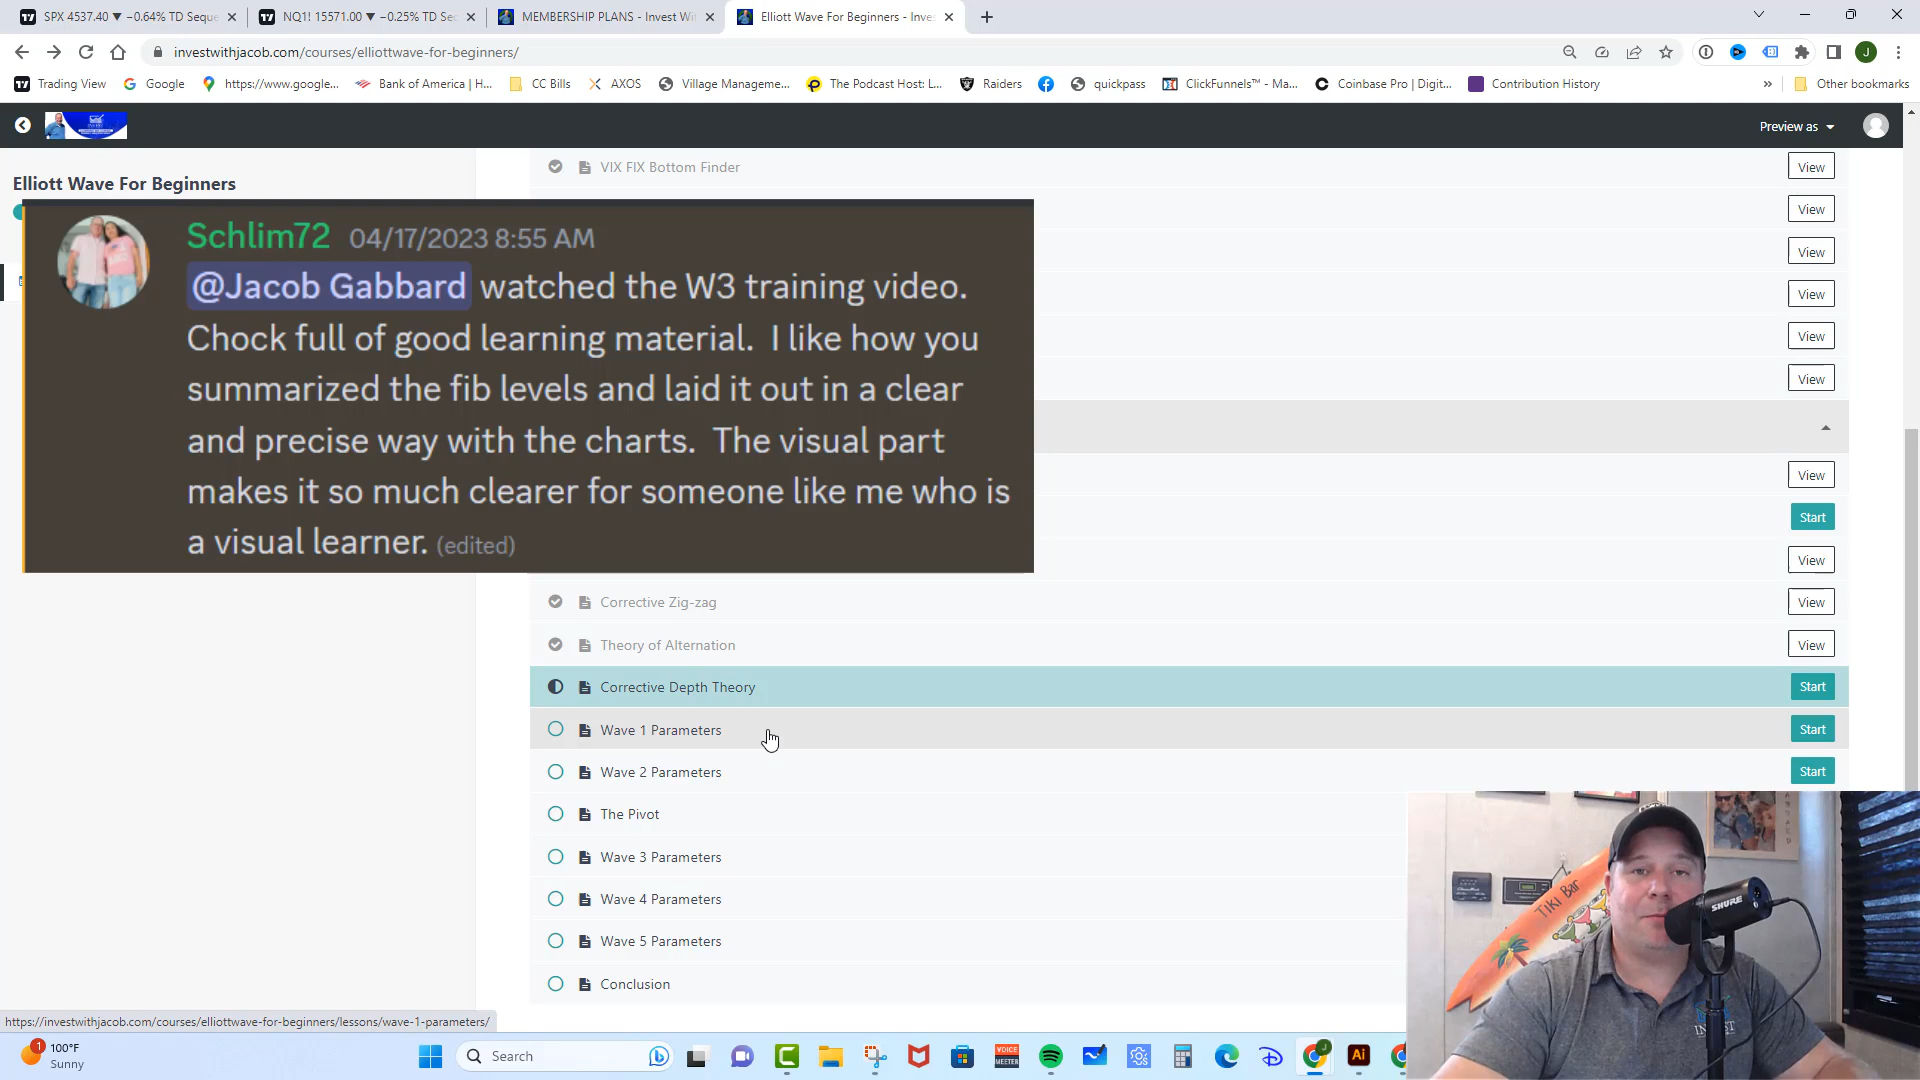 SPX 4537.40 ▼ −0.64% TD Seque
NQ1! 15571.00 ▼ −0.25% TD Sec
MEMBERSHIP PLANS - Invest Wi
Elliott Wave For Beginners - Inve
investwithjacob.com/courses/elliottwave-for-beginners/
J
Trading View
Google
https://www.google...
Bank of America | H...
CC Bills
AXOS
Village Manageme...
The Podcast Host: L...
Raiders
quickpass
ClickFunnels™ - Ma...
Coinbase Pro | Digit...
Contribution History
»
Other bookmarks
Preview as
Elliott Wave For Beginners
VIX FIX Bottom Finder
View
View
View
View
View
View
Schlim72 04/17/2023 8:55 AM
@Jacob Gabbard watched the W3 training video.
Chock full of good learning material. I like how you
summarized the fib levels and laid it out in a clear
and precise way with the charts. The visual part
makes it so much clearer for someone like me who is
a visual learner. (edited)
View
Start
View
Corrective Zig-zag
View
Theory of Alternation
View
Corrective Depth Theory
Start
Wave 1 Parameters
Start
Wave 2 Parameters
Start
The Pivot
Wave 3 Parameters
Wave 4 Parameters
Wave 5 Parameters
Conclusion
TIKI BAR
SHURE
INVEST
https://investwithjacob.com/courses/elliottwave-for-beginners/lessons/wave-1-parameters/
1
100°F
Sunny
Search
VOICE
MEETER
J
Ai